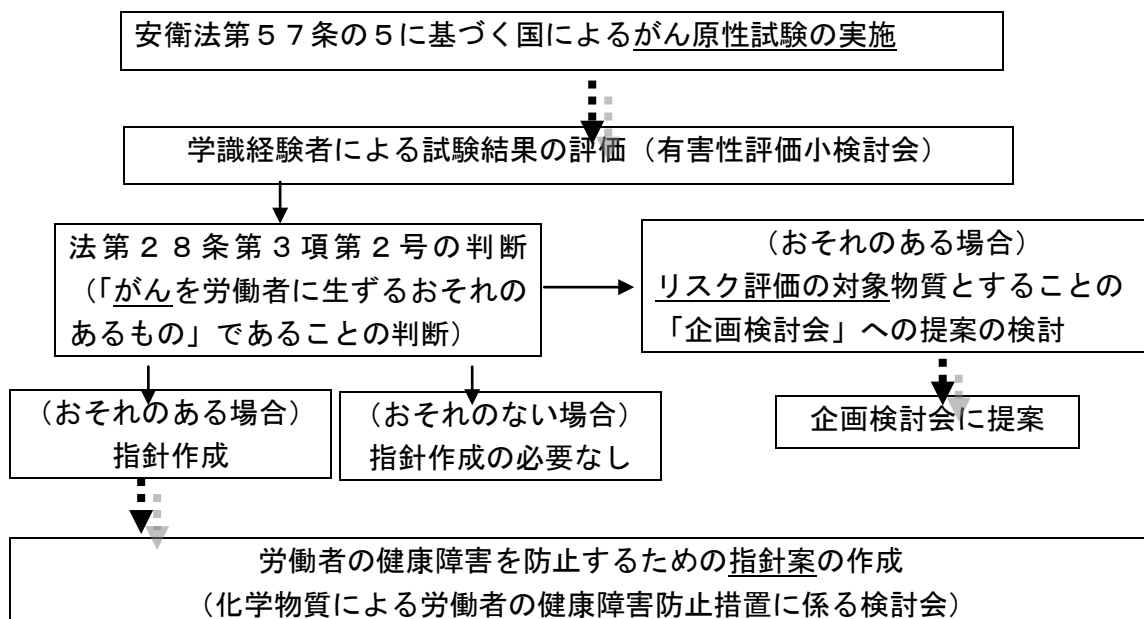 安衛法第５７条の５に基づく国によるがん原性試験の実施
学識経験者による試験結果の評価（有害性評価小検討会）
法第２８条第３項第２号の判断
（「がんを労働者に生ずるおそれの
あるもの」であることの判断）
（おそれのある場合）
リスク評価の対象物質とすることの
「企画検討会」への提案の検討
（おそれのある場合）
指針作成
（おそれのない場合）
指針作成の必要なし
企画検討会に提案
労働者の健康障害を防止するための指針案の作成
（化学物質による労働者の健康障害防止措置に係る検討会）